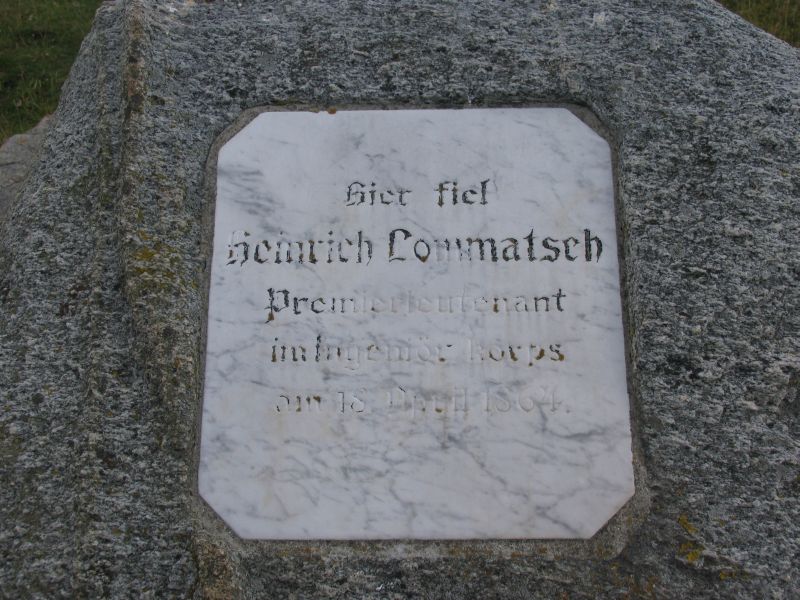 Hier fiel
Heinrich Lommatsch
Premierleutenant
im Ingeniör korps
am 18 April 1864.